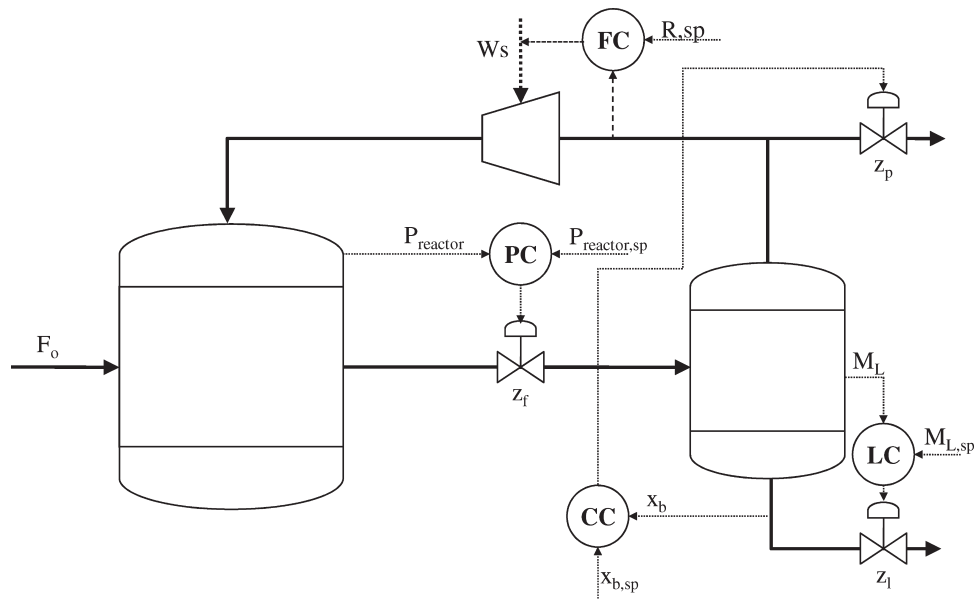 FC
R,sp
Ws
z_p
P_reactor
PC
P_reactor,sp
F_o
z_f
M_L
LC
M_L,sp
CC
x_b
x_b,sp
z_l